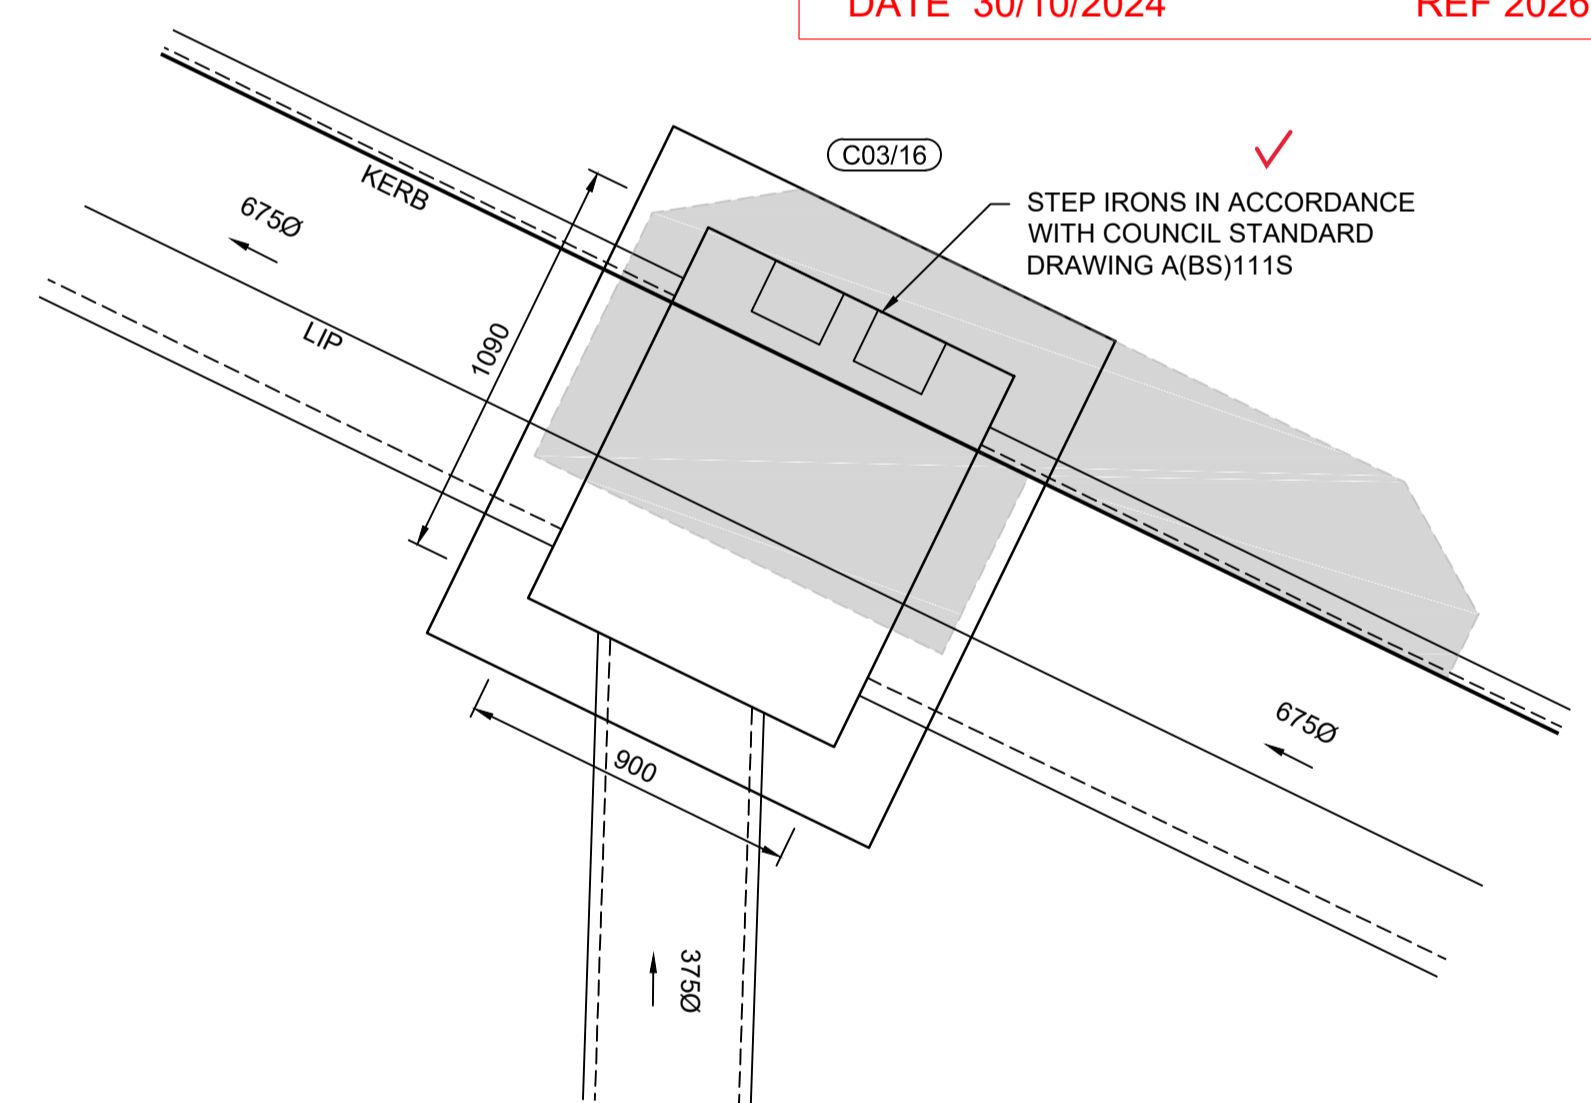 DATE 30/10/2024 REF 2026
C03/16
STEP IRONS IN ACCORDANCE
WITH COUNCIL STANDARD
DRAWING A(BS)111S
KERB
675Ø
LIP
1090
675Ø
900
375Ø